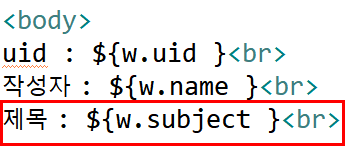 <body>
uid : ${w.uid }<br>
작성자 : ${w.name }<br>
제목 : ${w.subject }<br>